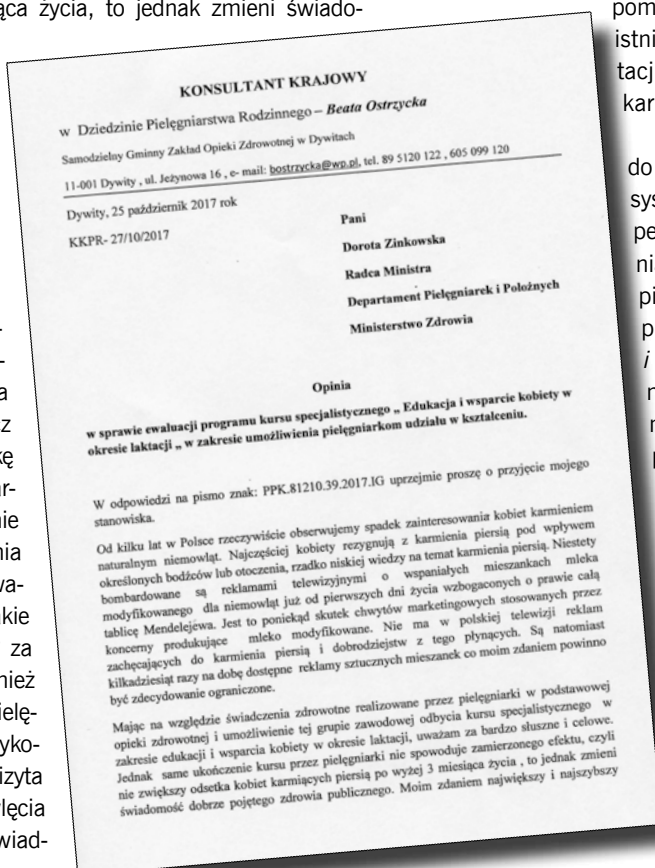 ąca życia, to jednak zmieni świado-
KONSULTANT KRAJOWY
w Dziedzinie Pielęgniarstwa Rodzinnego – Beata Ostrzycka
Samodzielny Gminny Zakład Opieki Zdrowotnej w Dywitach
11-001 Dywity , ul. Jeżynowa 16 , e- mail: bostrzycka@wp.pl, tel. 89 5120 122 , 605 099 120
Dywity, 25 październik 2017 rok
KKPR- 27/10/2017
Pani
Dorota Zinkowska
Radca Ministra
Departament Pielęgniarek i Położnych
Ministerstwo Zdrowia
Opinia
w sprawie ewaluacji programu kursu specjalistycznego „ Edukacja i wsparcie kobiety w
okresie laktacji „ w zakresie umożliwienia pielęgniarkom udziału w kształceniu.
W odpowiedzi na pismo znak: PPK.81210.39.2017.IG uprzejmie proszę o przyjęcie mojego
stanowiska.
Od kilku lat w Polsce rzeczywiście obserwujemy spadek zainteresowania kobiet karmieniem
naturalnym niemowląt. Najczęściej kobiety rezygnują z karmienia piersią pod wpływem
określonych bodźców lub otoczenia, rzadko niskiej wiedzy na temat karmienia piersią. Niestety
bombardowane są reklamami telewizyjnymi o wspaniałych mieszankach mleka
modyfikowanego dla niemowląt już od pierwszych dni życia wzbogaconych o prawie całą
tablicę Mendelejewa. Jest to poniekąd skutek chwytów marketingowych stosowanych przez
koncerny produkujące mleko modyfikowane. Nie ma w polskiej telewizji reklam
zachęcających do karmienia piersią i dobrodziejstw z tego płynących. Są natomiast
kilkadziesiąt razy na dobę dostępne reklamy sztucznych mieszanek co moim zdaniem powinno
być zdecydowanie ograniczone.
Mając na względzie świadczenia zdrowotne realizowane przez pielęgniarki w podstawowej
opieki zdrowotnej i umożliwienie tej grupie zawodowej odbycia kursu specjalistycznego w
zakresie edukacji i wsparcia kobiety w okresie laktacji, uważam za bardzo słuszne i celowe.
Jednak same ukończenie kursu przez pielęgniarki nie spowoduje zamierzonego efektu, czyli
nie zwiększy odsetka kobiet karmiących piersią po wyżej 3 miesiąca życia , to jednak zmieni
świadomość dobrze pojętego zdrowia publicznego. Moim zdaniem największy i najszybszy